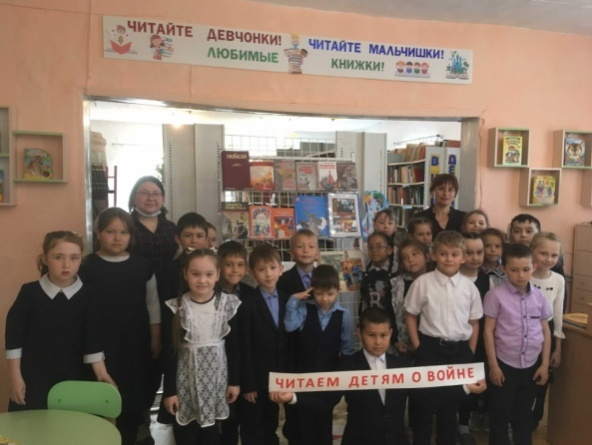 ЧИТАЙТЕ ДЕВЧОНКИ! ЧИТАЙТЕ МАЛЬЧИШКИ!
ЛЮБИМЫЕ КНИЖКИ!
ЧИТАЕМ ДЕТЯМ О ВОЙНЕ